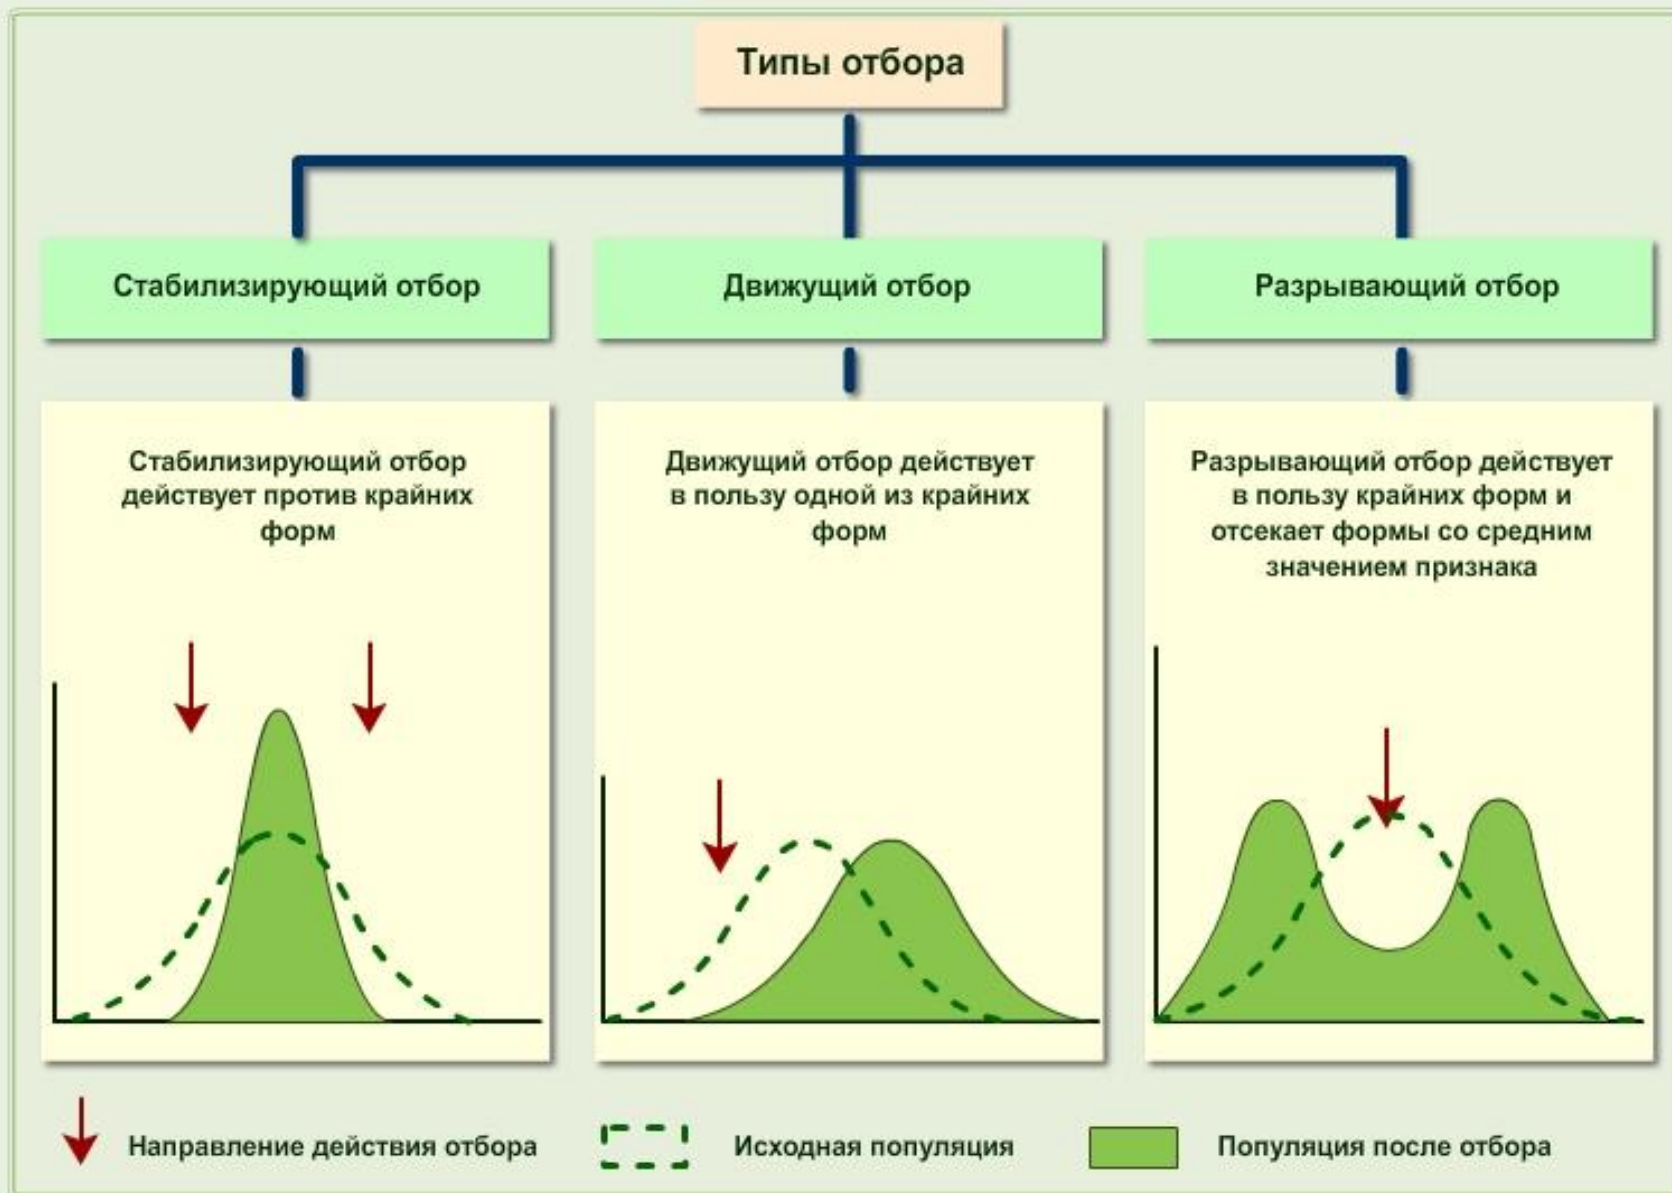 Типы отбора
Стабилизирующий отбор
Движущий отбор
Разрывающий отбор
Стабилизирующий отбор
действует против крайних
форм
Движущий отбор действует
в пользу одной из крайних
форм
Разрывающий отбор действует
в пользу крайних форм и
отсекает формы со средним
значением признака
Направление действия отбора
Исходная популяция
Популяция после отбора